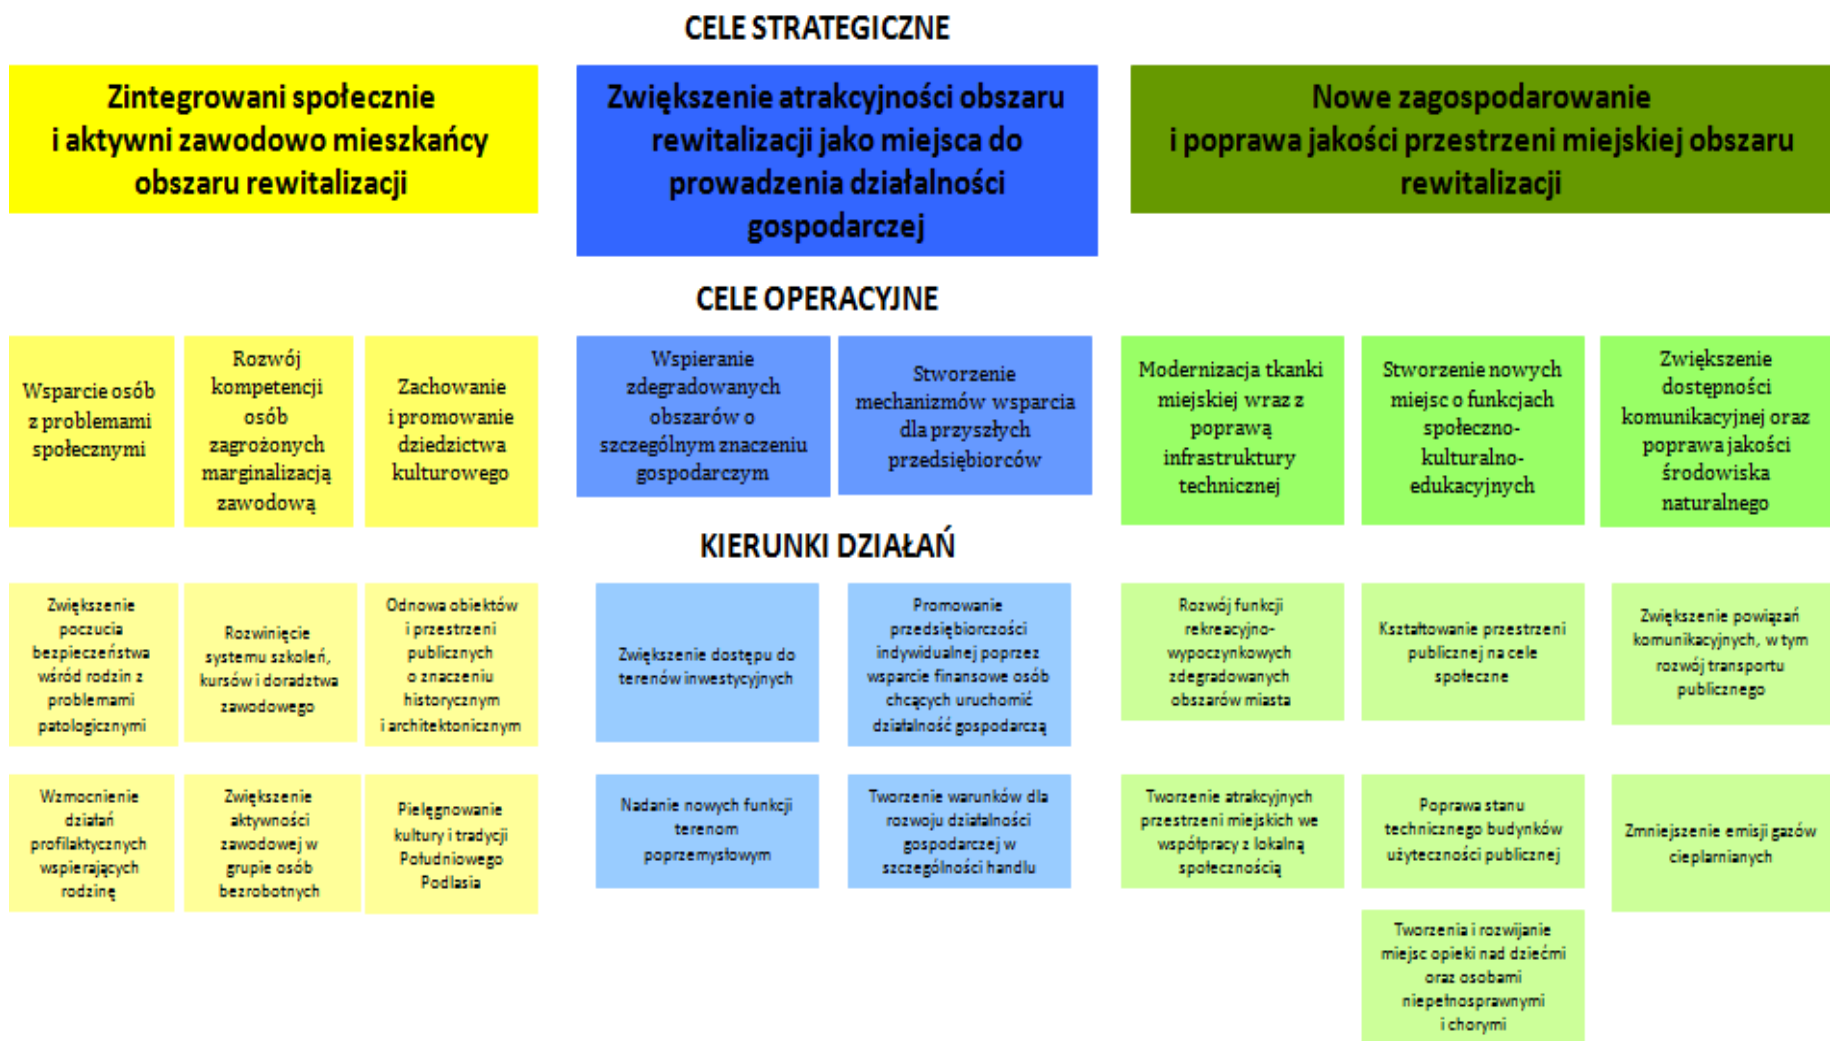 CELE STRATEGICZNE
Zintegrowani społecznie
i aktywni zawodowo mieszkańcy
obszaru rewitalizacji
Zwiększenie atrakcyjności obszaru
rewitalizacji jako miejsca do
prowadzenia działalności
gospodarczej
Nowe zagospodarowanie
i poprawa jakości przestrzeni miejskiej obszaru
rewitalizacji
CELE OPERACYJNE
Wsparcie osób
z problemami
społecznymi
Rozwój
kompetencji
osób
zagrożonych
marginalizacją
zawodową
Zachowanie
i promowanie
dziedzictwa
kulturowego
Wspieranie
zdegradowanych
obszarów o
szczególnym znaczeniu
gospodarczym
Stworzenie
mechanizmów wsparcia
dla przyszłych
przedsiębiorców
Modernizacja tkanki
miejskiej wraz z
poprawą
infrastruktury
technicznej
Stworzenie nowych
miejsc o funkcjach
społeczno-
kulturalno-
edukacyjnych
Zwiększenie
dostępności
komunikacyjnej oraz
poprawa jakości
środowiska
naturalnego
KIERUNKI DZIAŁAŃ
Zwiększenie
poczucia
bezpieczeństwa
wśród rodzin z
problemami
patologicznymi
Rozwinięcie
systemu szkoleń,
kursów i doradztwa
zawodowego
Odnowa obiektów
i przestrzeni
publicznych
o znaczeniu
historycznym
i architektonicznym
Zwiększenie dostępu do
terenów inwestycyjnych
Promowanie
przedsiębiorczości
indywidualnej poprzez
wsparcie finansowe osób
chcących uruchomić
działalność gospodarczą
Rozwój funkcji
rekreacyjno-
wypoczynkowych
zdegradowanych
obszarów miasta
Kształtowanie przestrzeni
publicznej na cele
społeczne
Zwiększenie powiązań
komunikacyjnych, w tym
rozwój transportu
publicznego
Wzmocnienie
działań
profilaktycznych
wspierających
rodzinę
Zwiększenie
aktywności
zawodowej w
grupie osób
bezrobotnych
Pielęgnowanie
kultury i tradycji
Południowego
Podlasia
Nadanie nowych funkcji
terenom
poprzemysłowym
Tworzenie warunków dla
rozwoju działalności
gospodarczej w
szczególności handlu
Tworzenie atrakcyjnych
przestrzeni miejskich we
współpracy z lokalną
społecznością
Poprawa stanu
technicznego budynków
użyteczności publicznej
Zmniejszenie emisji gazów
cieplarnianych
Tworzenia i rozwijanie
miejsc opieki nad dziećmi
oraz osobami
niepełnosprawnymi
i chorymi